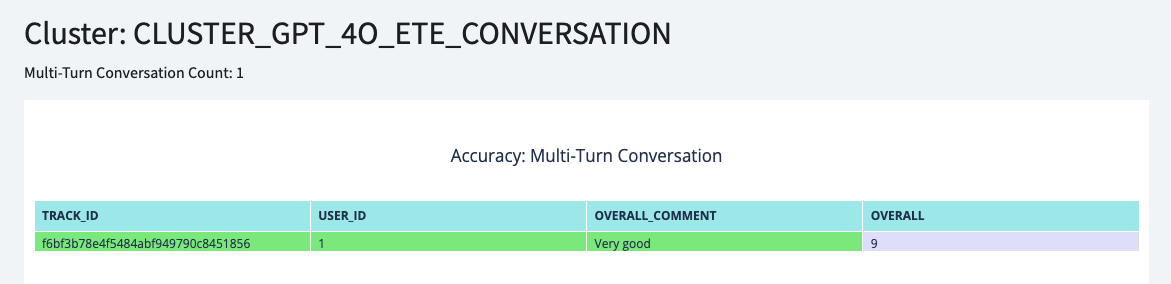 Cluster: CLUSTER_GPT_4O_ETE_CONVERSATION
Multi-Turn Conversation Count: 1
Accuracy: Multi-Turn Conversation
TRACK_ID USER_ID OVERALL_COMMENT OVERALL
f6bf3b78e4f5484abf949790c8451856 1 Very good 9